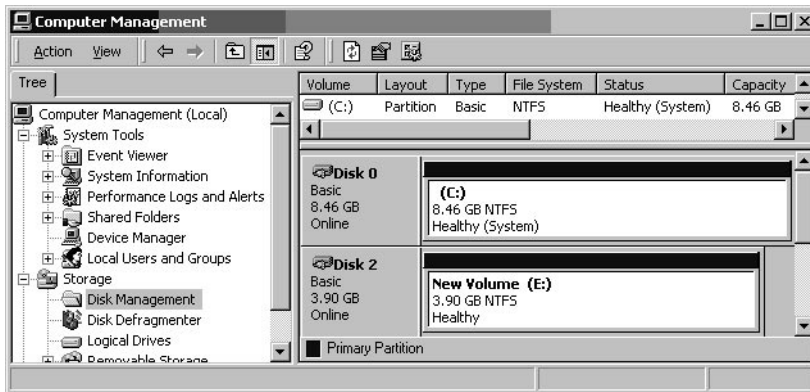 Computer Management
Action View
Tree
Computer Management (Local)
System Tools
Event Viewer
System Information
Performance Logs and Alerts
Shared Folders
Device Manager
Local Users and Groups
Storage
Disk Management
Disk Defragmenter
Logical Drives
Removable Storage
Volume Layout Type File System Status Capacity
(C:) Partition Basic NTFS Healthy (System) 8.46 GB
Disk 0
Basic
8.46 GB
Online
(C:)
8.46 GB NTFS
Healthy (System)
Disk 2
Basic
3.90 GB
Online
New Volume (E:)
3.90 GB NTFS
Healthy
Primary Partition